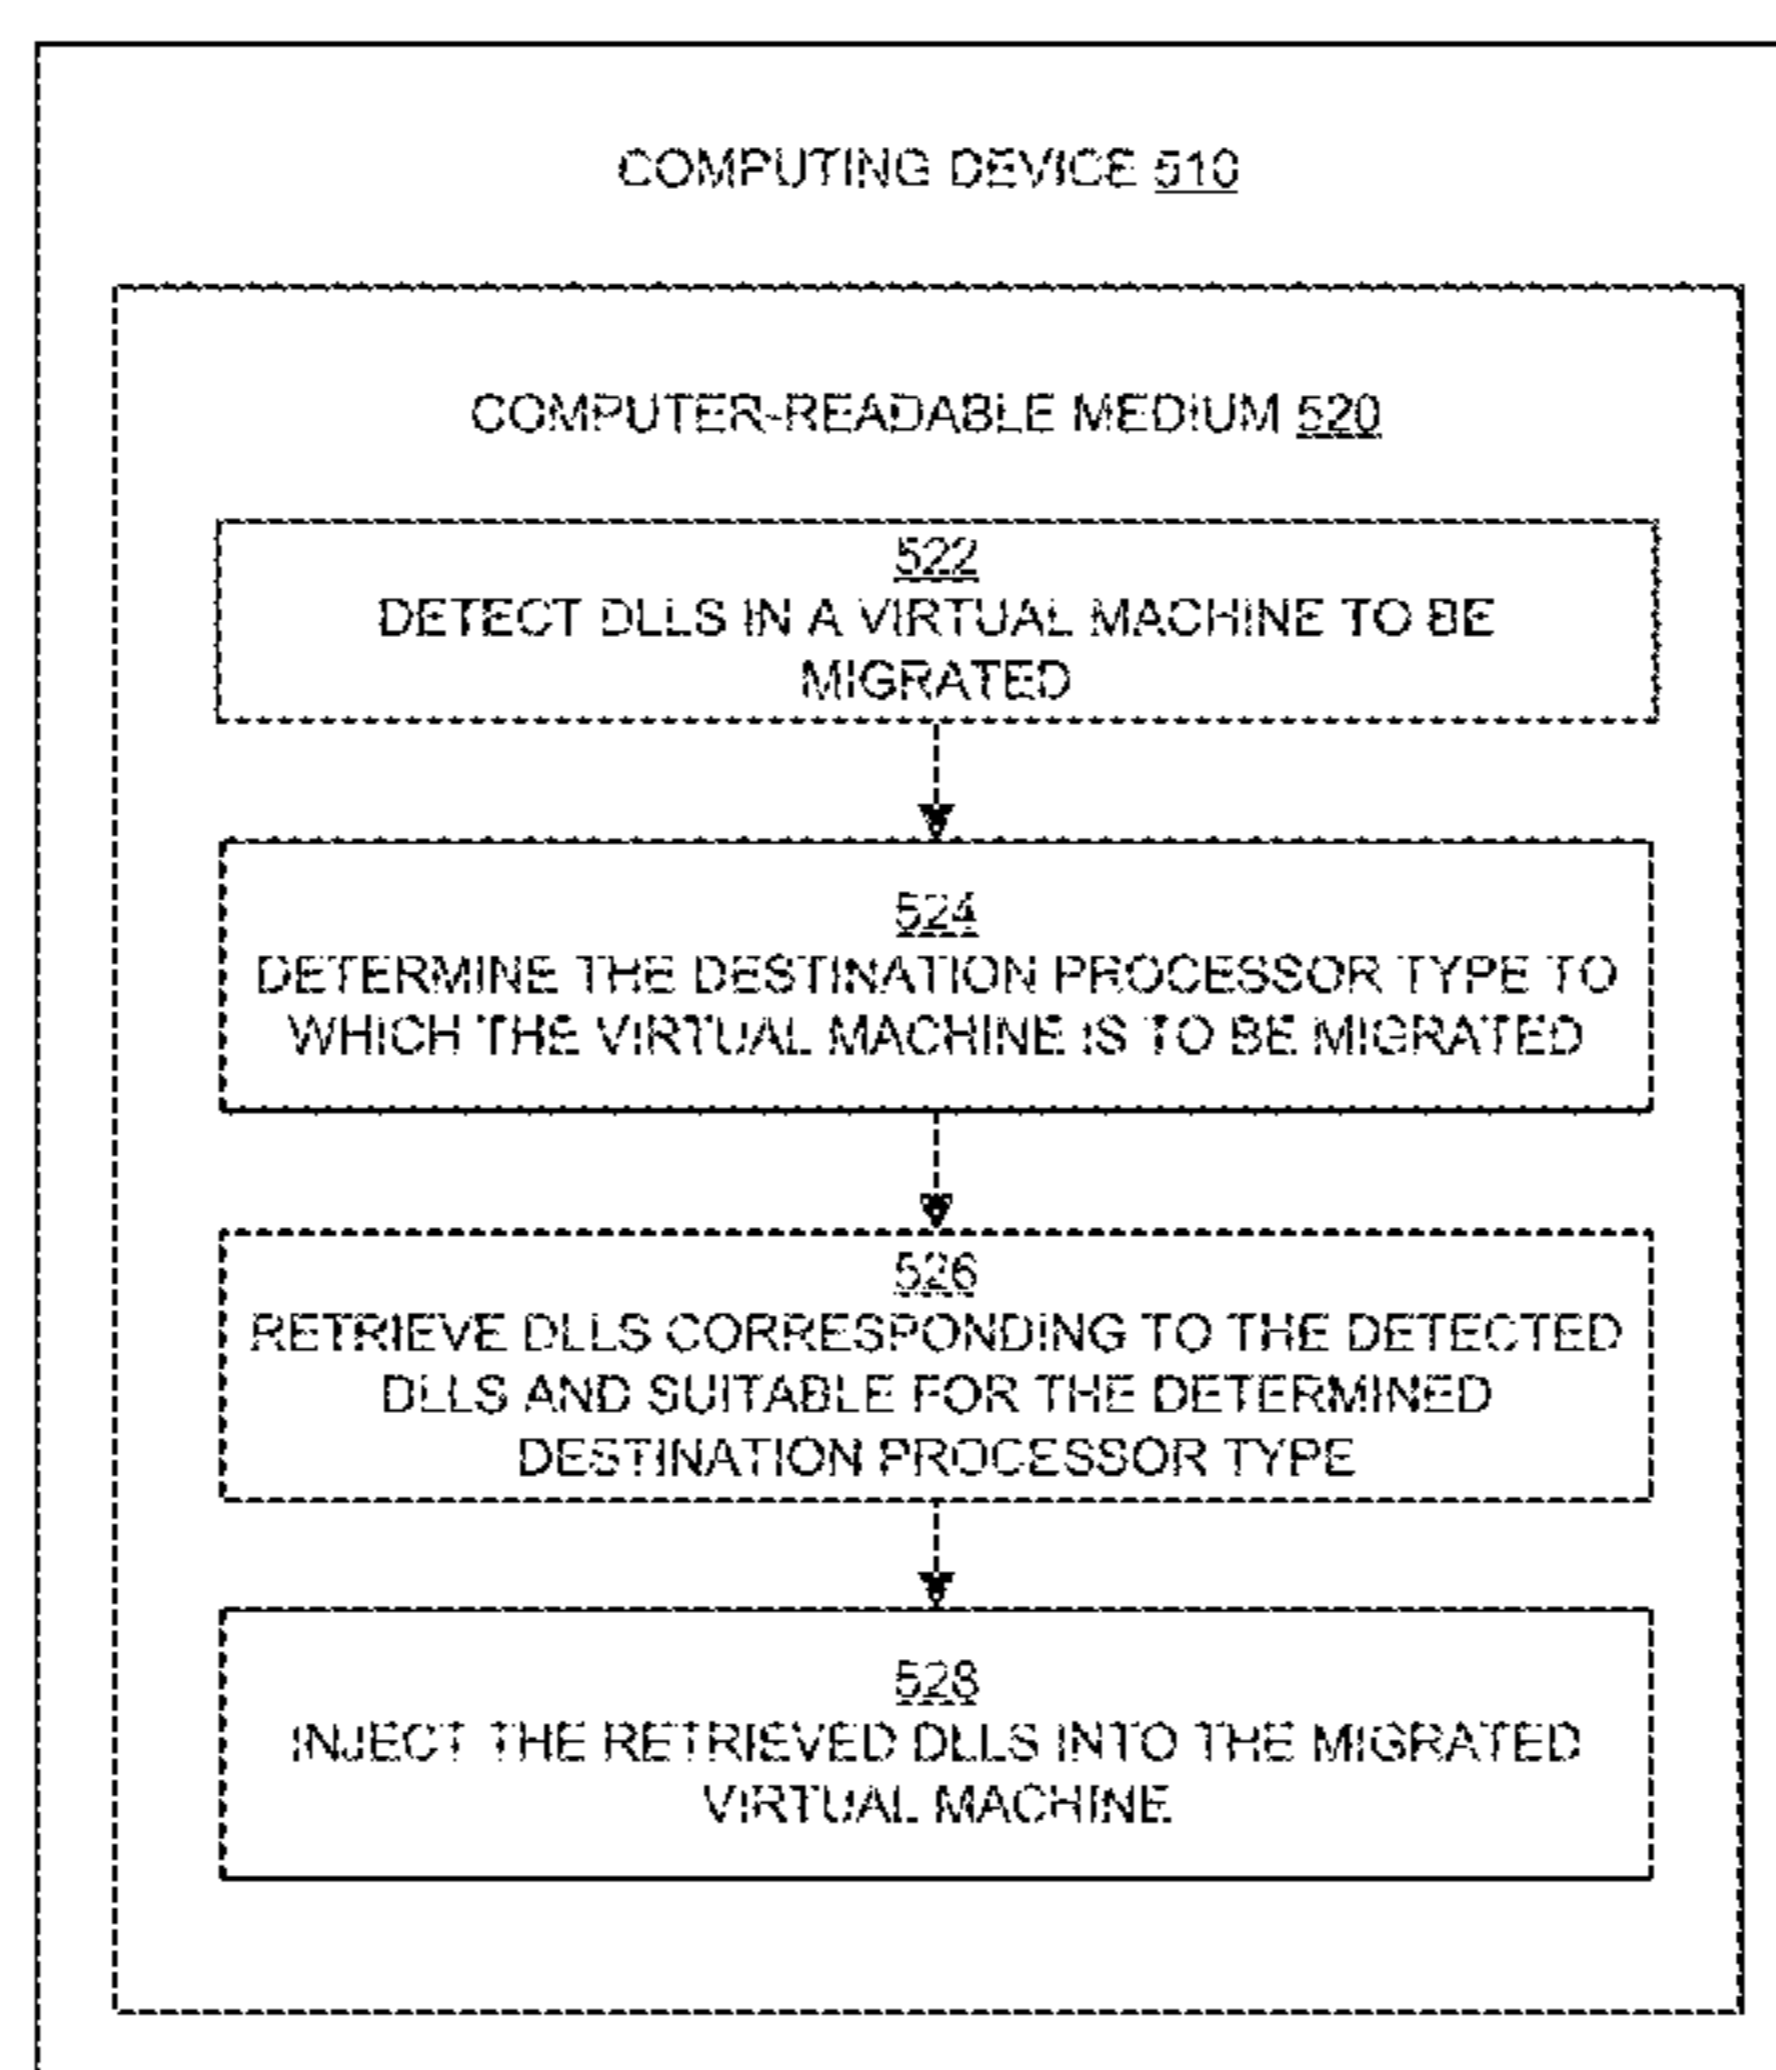 COMPUTING DEVICE 510
COMPUTER-READABLE MEDIUM 520
522
DETECT DLLS IN A VIRTUAL MACHINE TO BE
MIGRATED
524
DETERMINE THE DESTINATION PROCESSOR TYPE TO
WHICH THE VIRTUAL MACHINE IS TO BE MIGRATED
526
RETRIEVE DLLS CORRESPONDING TO THE DETECTED
DLLS AND SUITABLE FOR THE DETERMINED
DESTINATION PROCESSOR TYPE
528
INJECT THE RETRIEVED DLLS INTO THE MIGRATED
VIRTUAL MACHINE